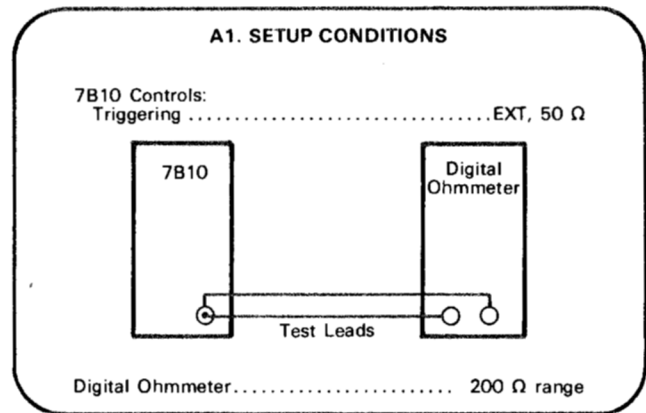 A1. SETUP CONDITIONS
7B10 Controls:
Triggering ................................ EXT, 50 Ω
7B10
Digital
Ohmmeter
Test Leads
Digital Ohmmeter........................ 200 Ω range